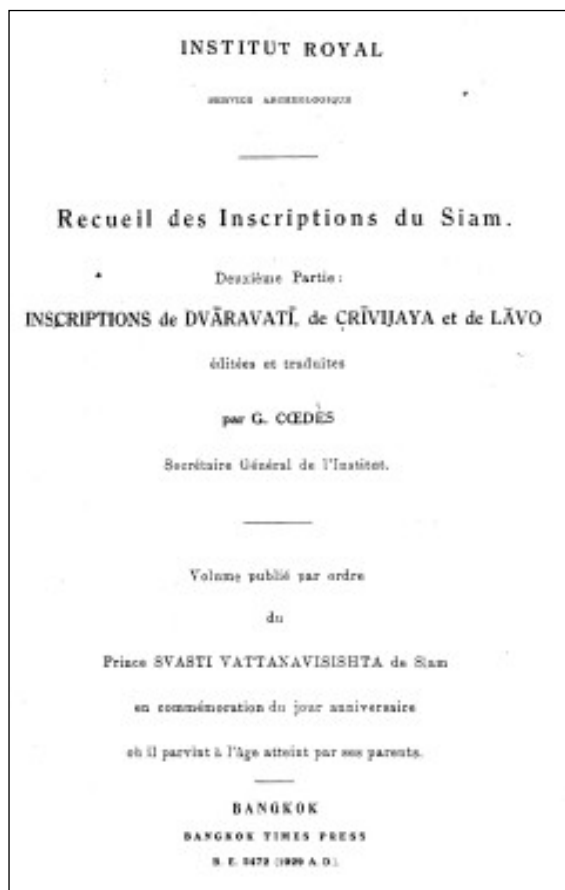 INSTITUT ROYAL
SERVICE ARCHEOLOGIQUE
Recueil des Inscriptions du Siam.
Deuxième Partie:
INSCRIPTIONS de DVĀRAVATĪ, de ÇRĪVIJAYA et de LĂVO
éditées et traduites
par G. CŒDÈS
Secrétaire Général de l'Institut.
Volume publié par ordre
du
Prince SVASTI VATTANAVISISHTA de Siam
en commémoration du jour anniversaire
où il parvint à l'âge atteint par ses parents.
BANGKOK
BANGKOK TIMES PRESS
B. E. 2472 (1929 A. D.).